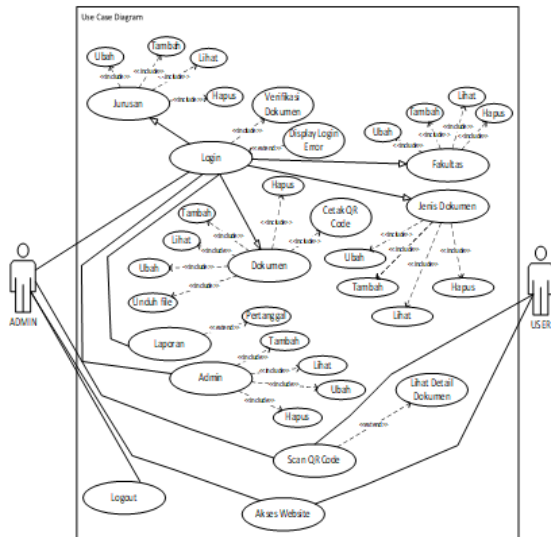 Use Case Diagram
Ubah
Tambah
Lihat
<<include>>
<<include>>
<<include>>
Jurusan
<<include>>
Hapus
Verifikasi
Dokumen
<<include>>
Display Login
Error
<<extend>>
Login
Lihat
Tambah
Hapus
Ubah
<<include>>
<<include>>
<<include>>
<<include>>
Fakultas
Hapus
Jenis Dokumen
Cetak QR
Code
Tambah
<<include>>
<<include>>
Lihat
<<include>>
<<include>>
Dokumen
Ubah
<<include>>
<<include>>
Unduh file
<<include>>
<<include>>
<<include>>
<<include>>
<<include>>
Ubah
Tambah
Hapus
Lihat
ADMIN
USER
Pertanggal
<<extend>>
Laporan
Tambah
<<include>>
Lihat
<<include>>
Admin
<<include>>
Ubah
<<include>>
Hapus
Lihat Detail
Dokumen
<<extend>>
Scan QR Code
Logout
Akses Website